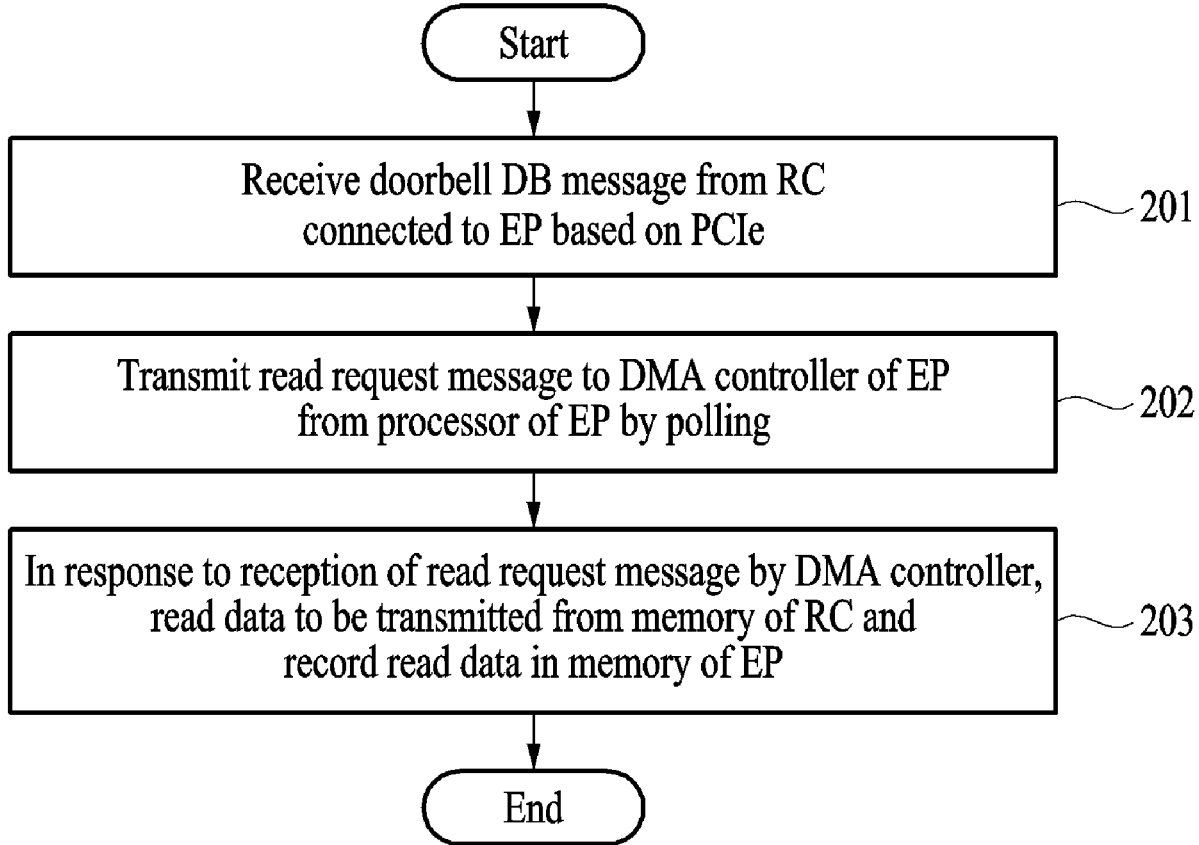 Start
Receive doorbell DB message from RC
connected to EP based on PCIe
201
Transmit read request message to DMA controller of EP
from processor of EP by polling
202
In response to reception of read request message by DMA controller,
read data to be transmitted from memory of RC and
record read data in memory of EP
203
End